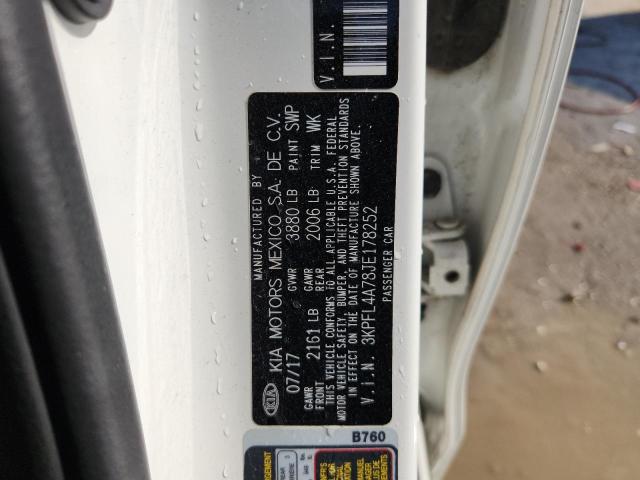 V.I.N.
MANUFACTURED BY
KIA KIA MOTORS MEXICO S.A. DE C.V.
07/17 GVWR 3880 LB PAINT SWP
GAWR FRONT 2161 LB GAWR REAR 2006 LB TRIM WK
THIS VEHICLE CONFORMS TO ALL APPLICABLE U.S.A. FEDERAL
MOTOR VEHICLE SAFETY, BUMPER, AND THEFT PREVENTION STANDARDS
IN EFFECT ON THE DATE OF MANUFACTURE SHOWN ABOVE.
V.I.N. 3KPFL4A78JE178252
PASSENGER CAR
B760